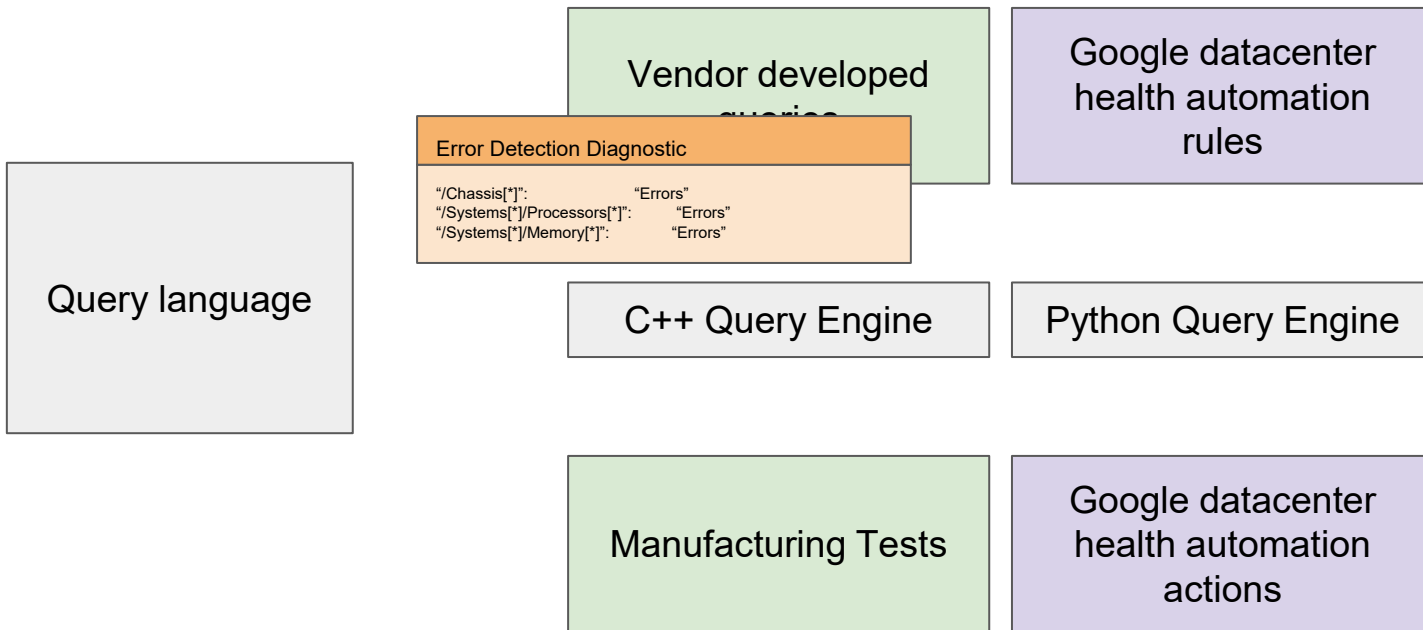 Vendor developed
queries
Google datacenter
health automation
rules
Error Detection Diagnostic
“/Chassis[*]”: “Errors”
“/Systems[*]/Processors[*]”: “Errors”
“/Systems[*]/Memory[*]”: “Errors”
Query language
C++ Query Engine
Python Query Engine
Manufacturing Tests
Google datacenter
health automation
actions